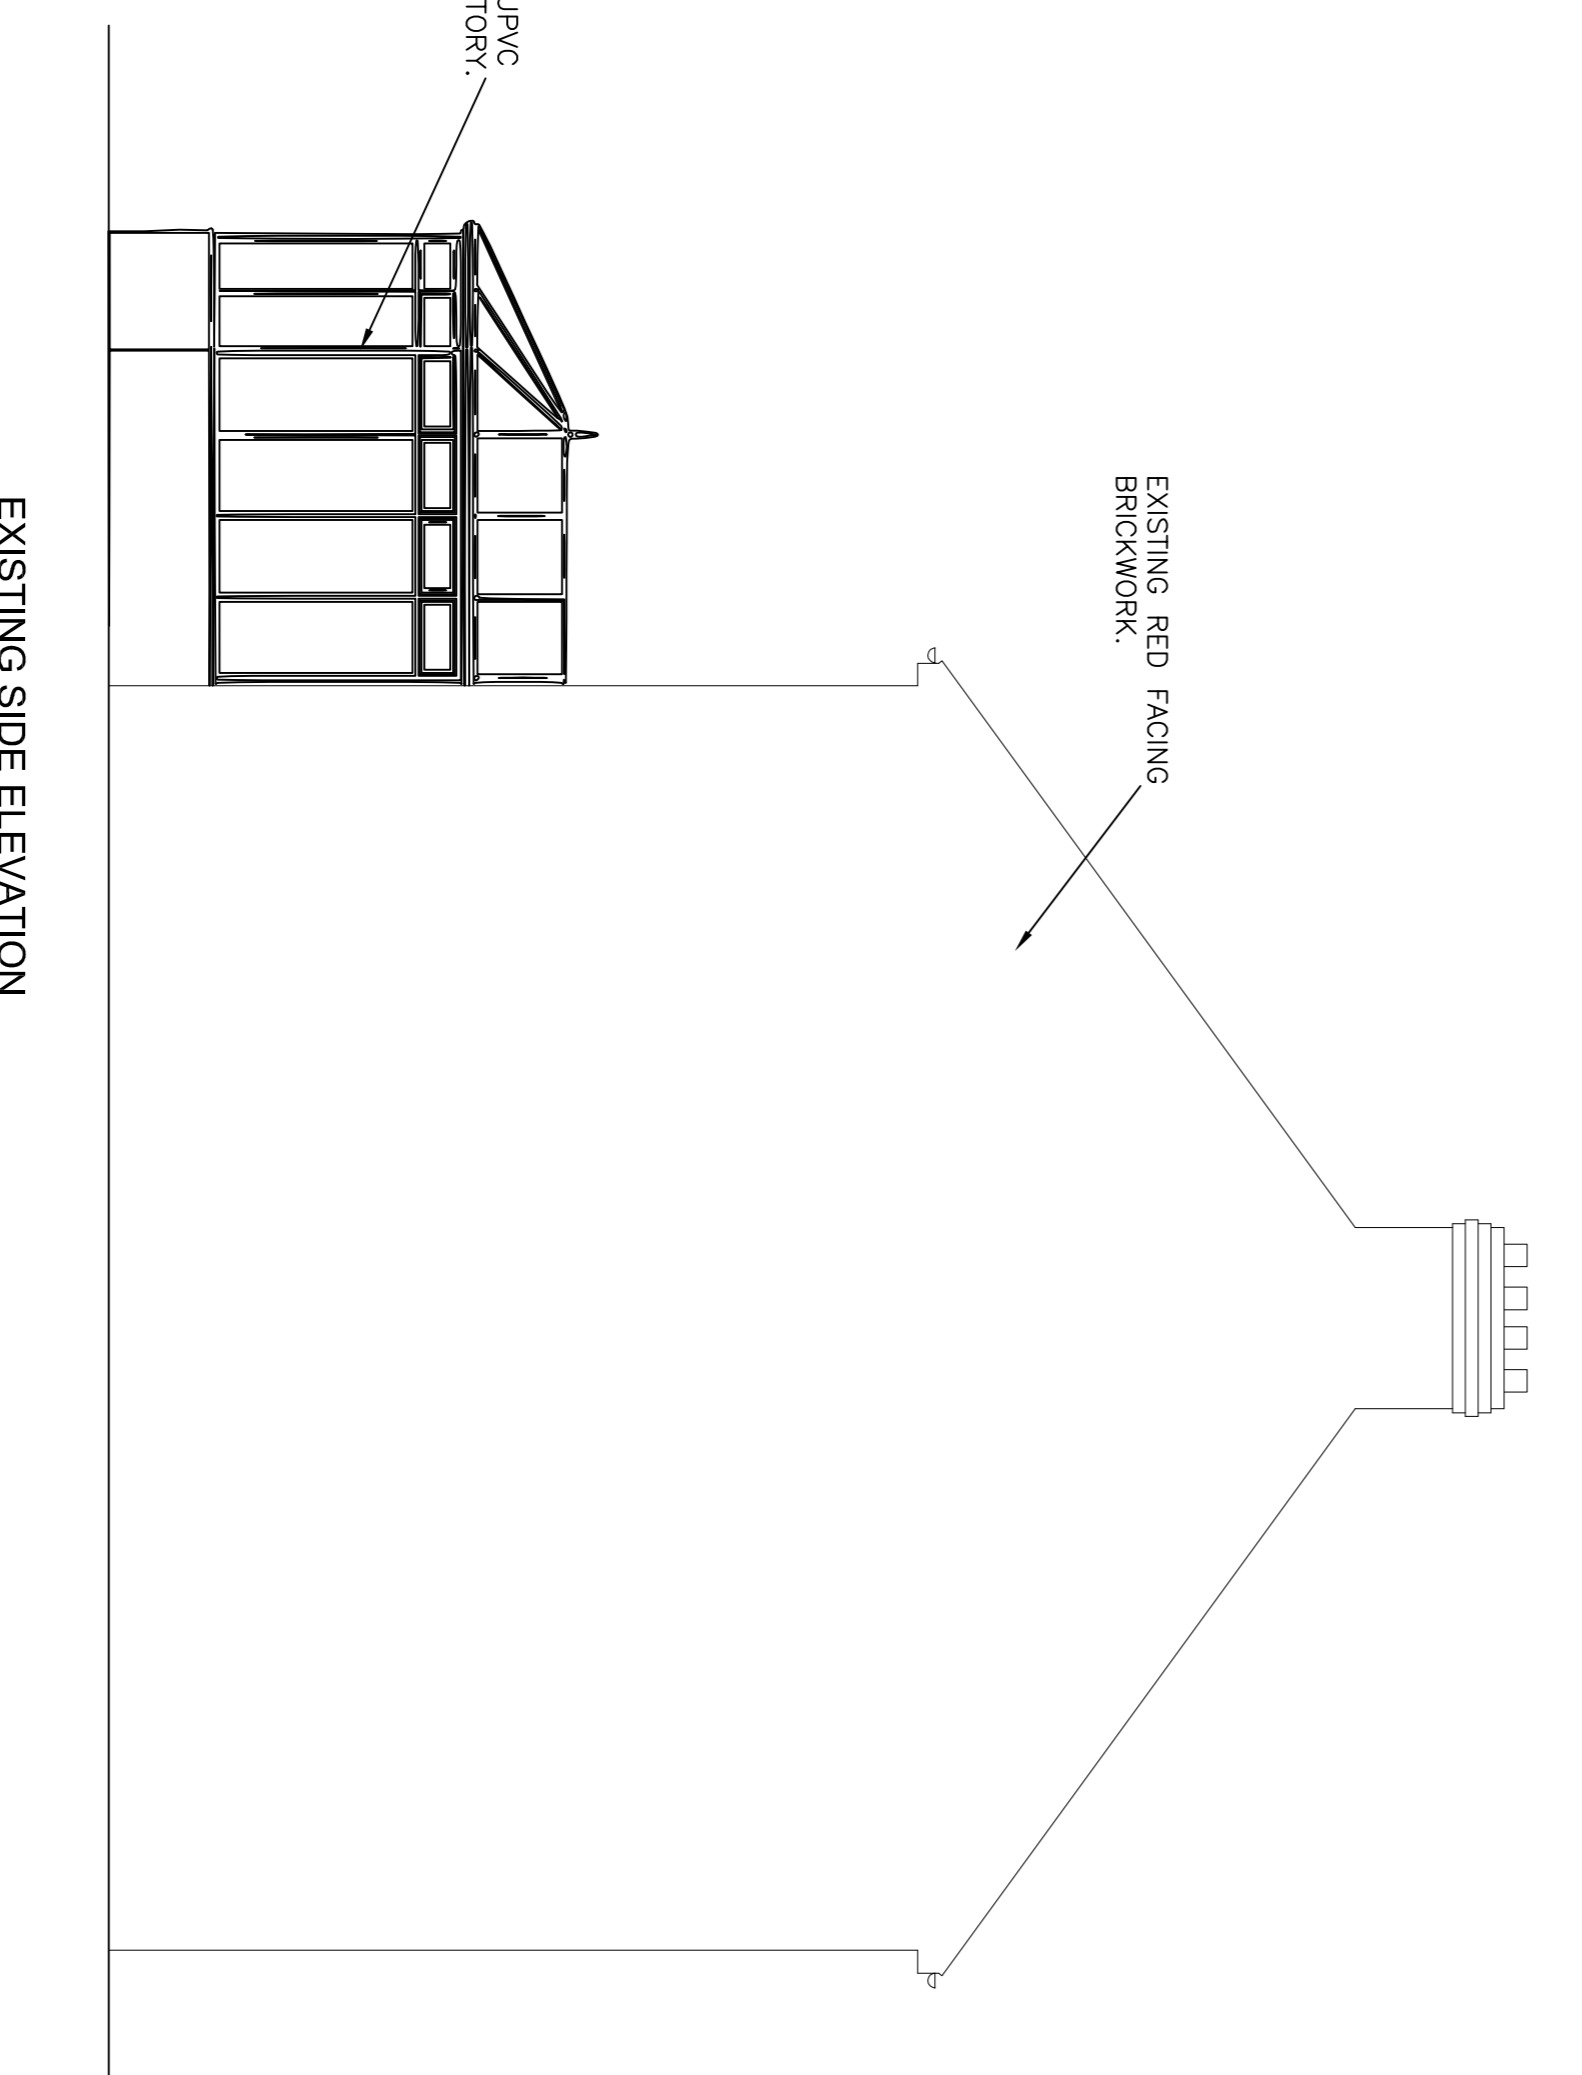 UPVC
TORY.
EXISTING RED FACING
BRICKWORK.
EXISTING SIDE ELEVATION